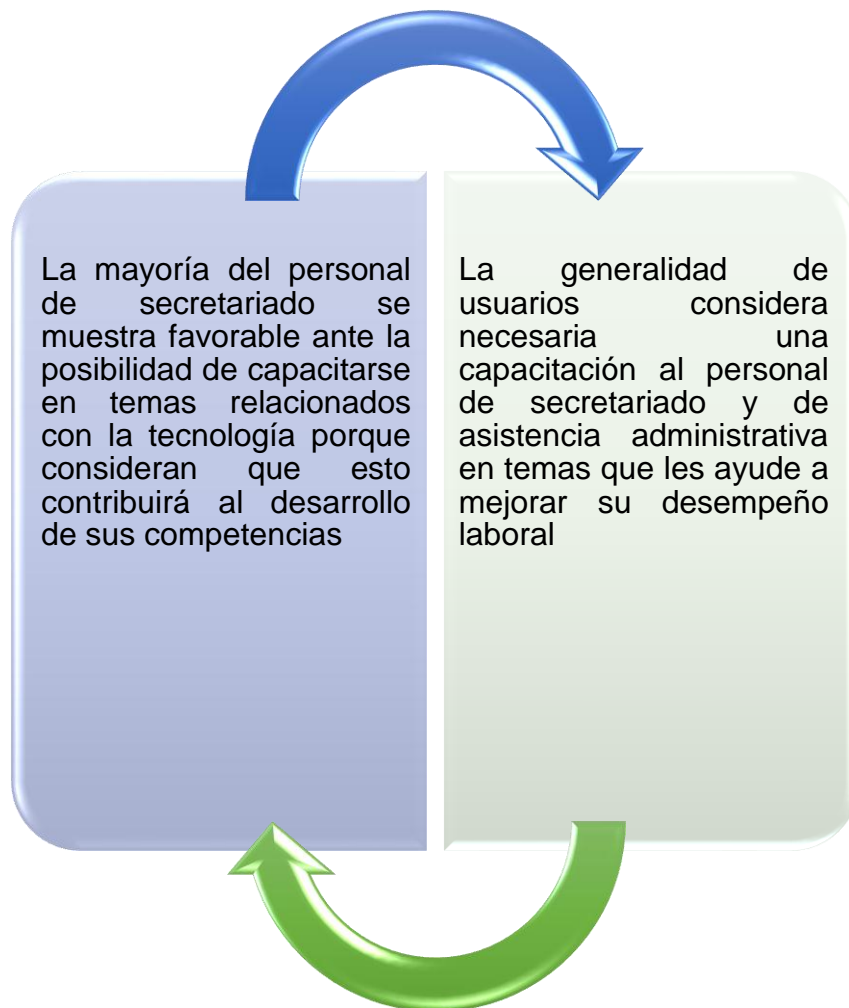 La mayoría del personal
de secretariado se
muestra favorable ante la
posibilidad de capacitarse
en temas relacionados
con la tecnología porque
consideran que esto
contribuirá al desarrollo
de sus competencias
La generalidad de
usuarios considera
necesaria una
capacitación al personal
de secretariado y de
asistencia administrativa
en temas que les ayude a
mejorar su desempeño
laboral